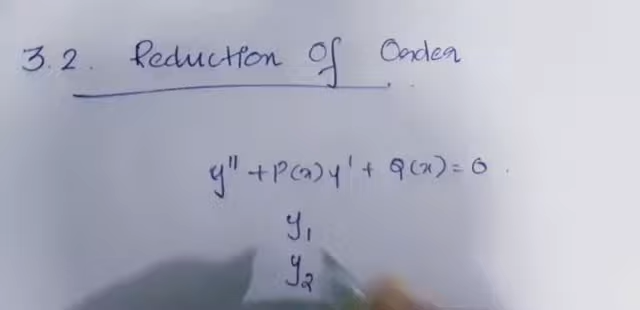 3.2. Reduction Of Order
y'' + P(x)y' + Q(x) = 0.
y₁
y₂